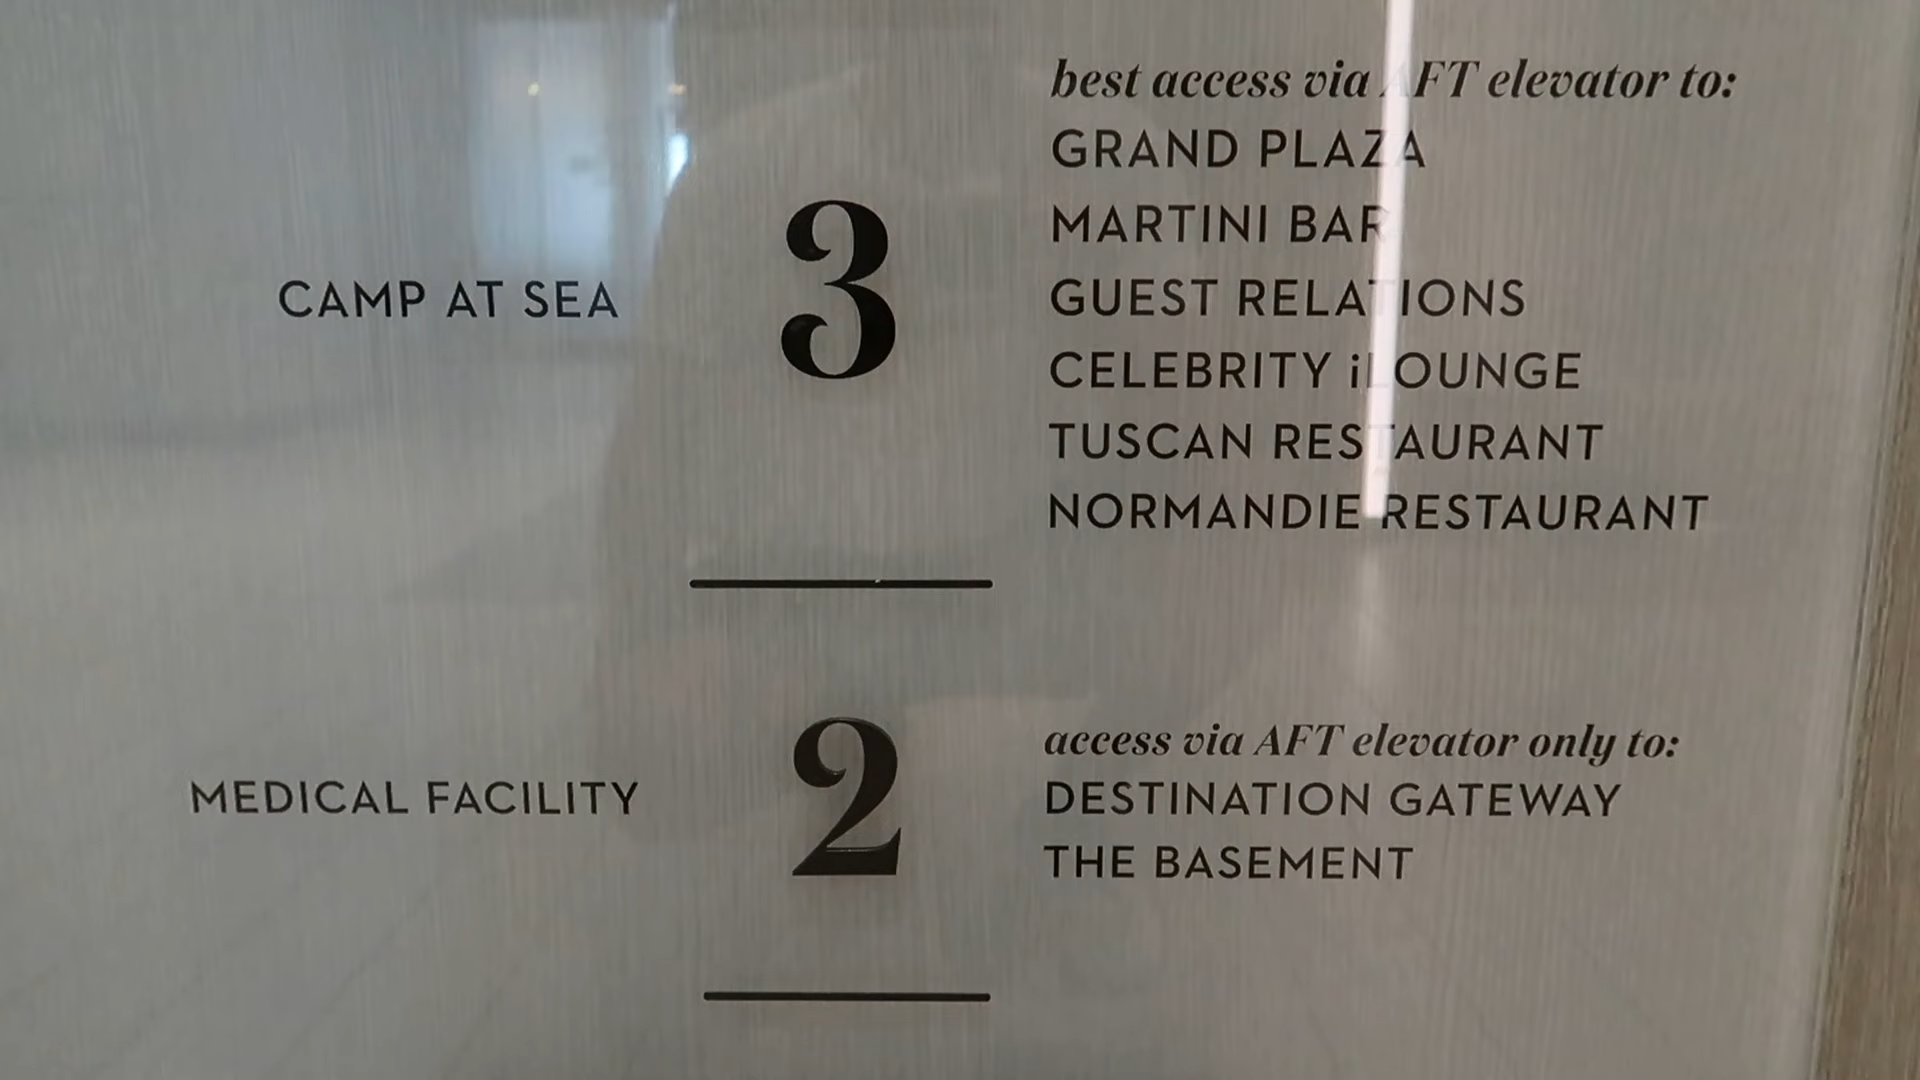 CAMP AT SEA
3
best access via AFT elevator to:
GRAND PLAZA
MARTINI BAR
GUEST RELATIONS
CELEBRITY iLOUNGE
TUSCAN RESTAURANT
NORMANDIE RESTAURANT
MEDICAL FACILITY
2
access via AFT elevator only to:
DESTINATION GATEWAY
THE BASEMENT